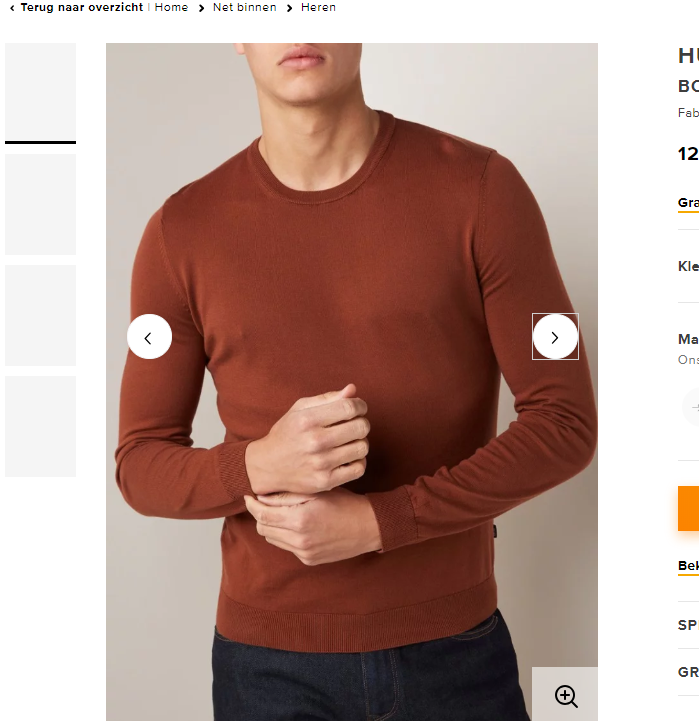 ‹ Terug naar overzicht | Home › Net binnen › Heren
HU
BO
Fab
12
Gra
Kle
Ma
Ons
Bek
SP
GR